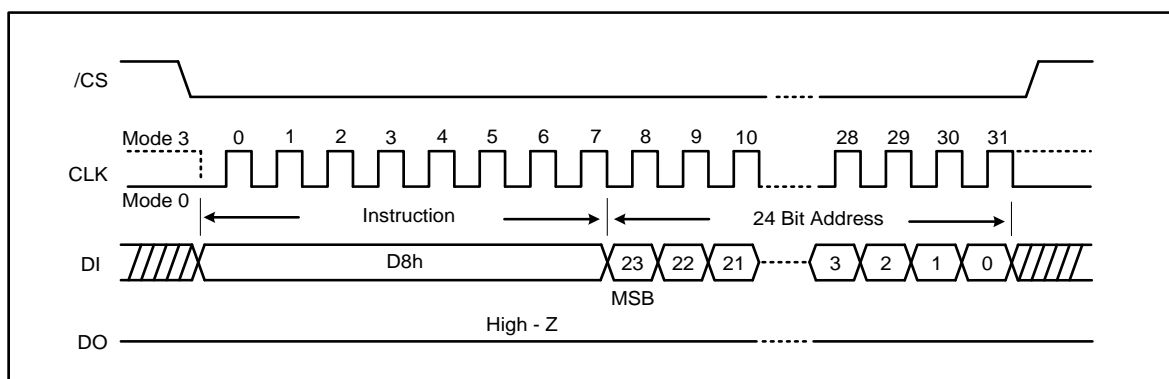 /CS
Mode 3 0 1 2 3 4 5 6 7 8 9 10 28 29 30 31
CLK
Mode 0
Instruction 24 Bit Address
DI D8h 23 22 21 3 2 1 0
MSB
High - Z
DO